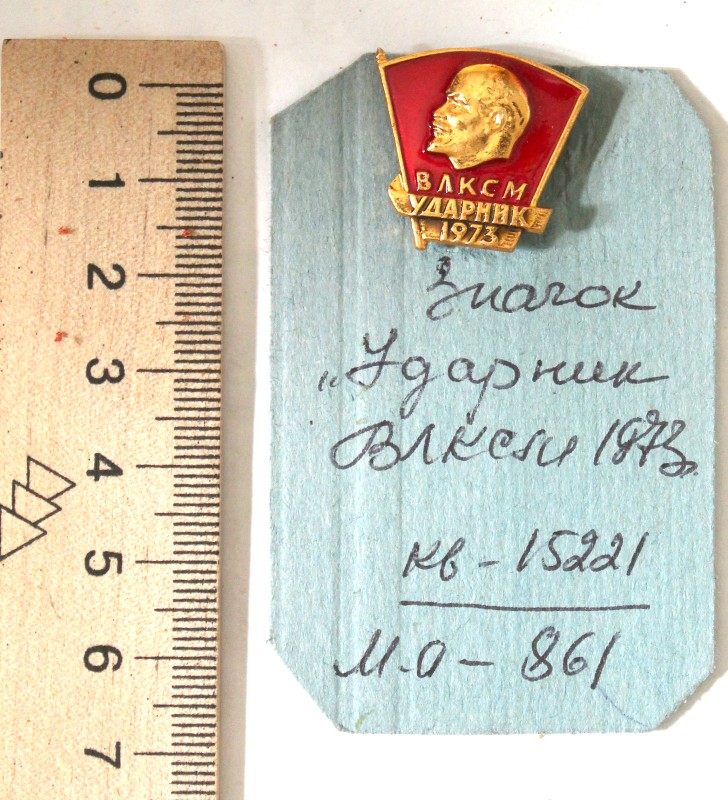 0
1
2
3
4
5
6
7
ВЛКСМ
УДАРНИК
1973
Значок
„Ударник
ВЛКСМ 1973"
кв - 15221
М.О - 861